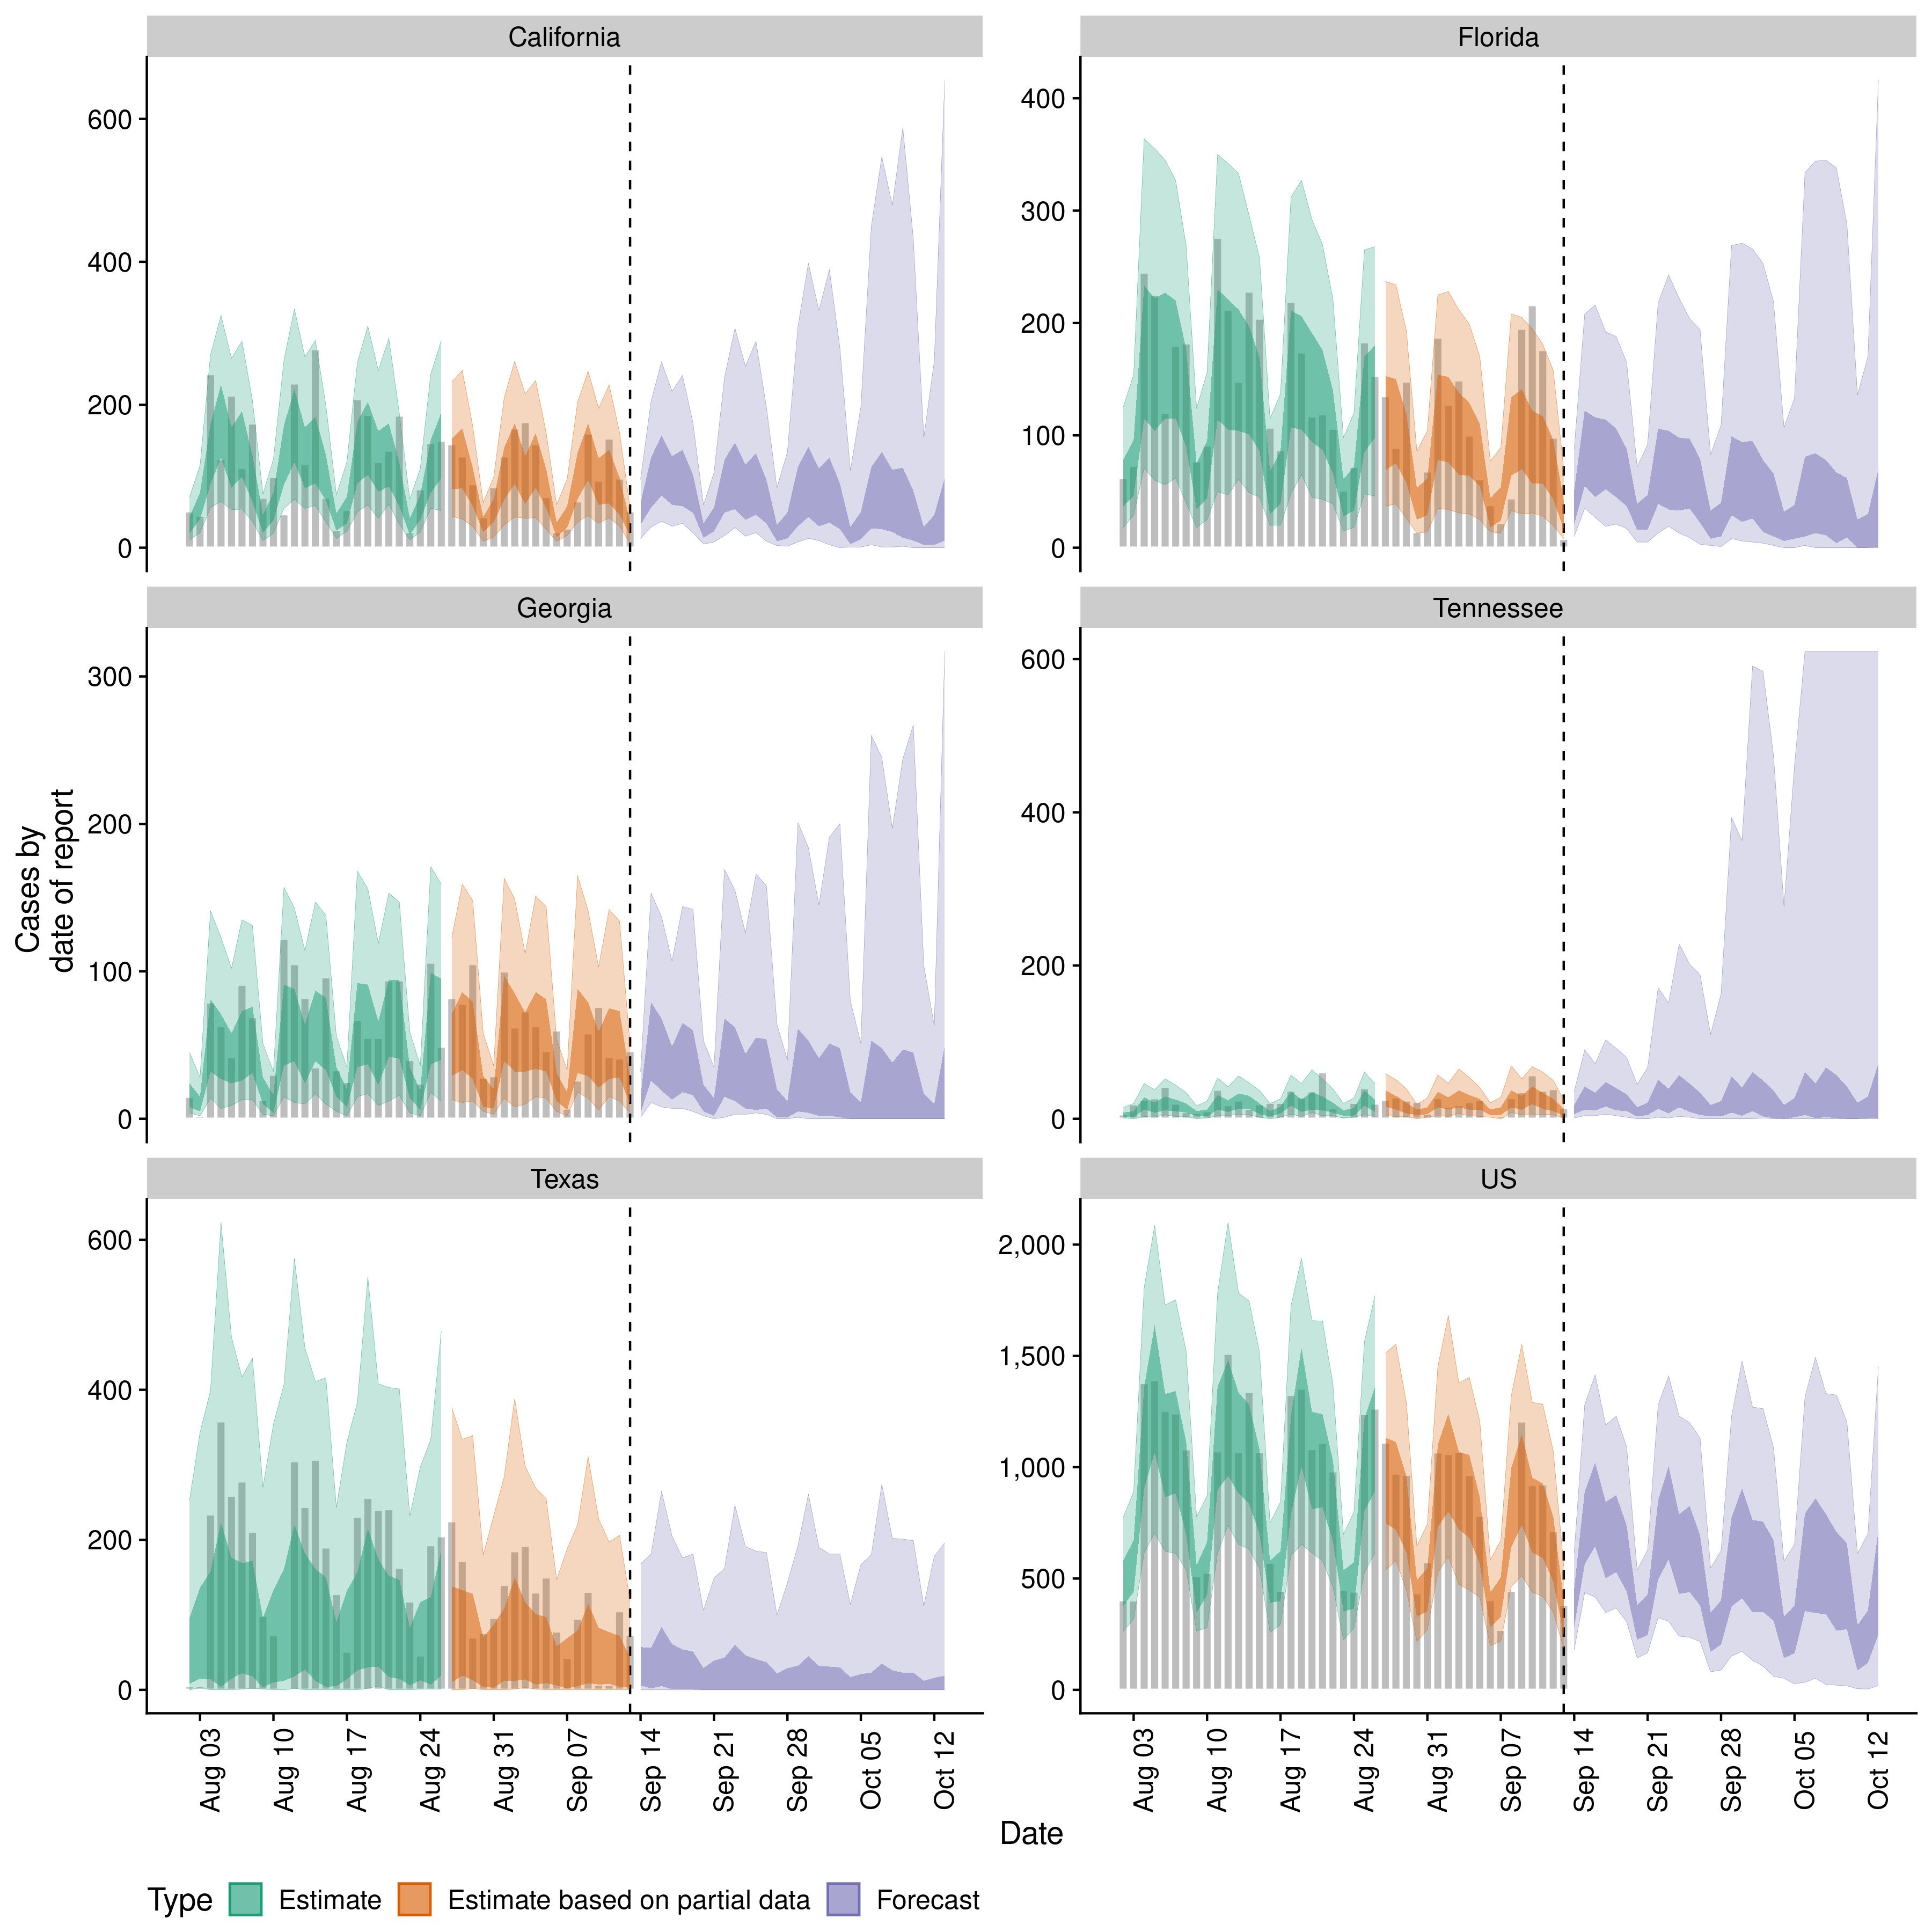 California
Florida
600
400
200
0
400
300
200
100
0
Georgia
Tennessee
300
200
100
0
600
400
200
0
Texas
US
600
400
200
0
2,000
1,500
1,000
500
0
Cases by
date of report
Aug 03
Aug 10
Aug 17
Aug 24
Aug 31
Sep 07
Sep 14
Sep 21
Sep 28
Oct 05
Oct 12
Aug 03
Aug 10
Aug 17
Aug 24
Aug 31
Sep 07
Sep 14
Sep 21
Sep 28
Oct 05
Oct 12
Date
Type Estimate Estimate based on partial data Forecast